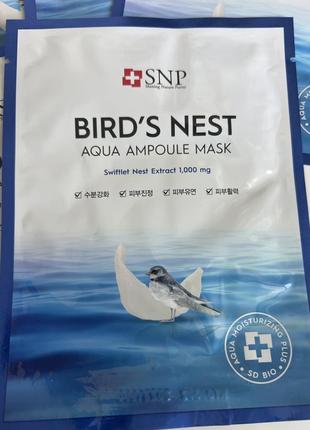 SNP
Shining Nature Purity
BIRD'S NEST
AQUA AMPOULE MASK
Swiftlet Nest Extract 1,000 mg
수분강화 피부진정 피부유연 피부활력
AQUA MOISTURIZING PLUS
SD BIO